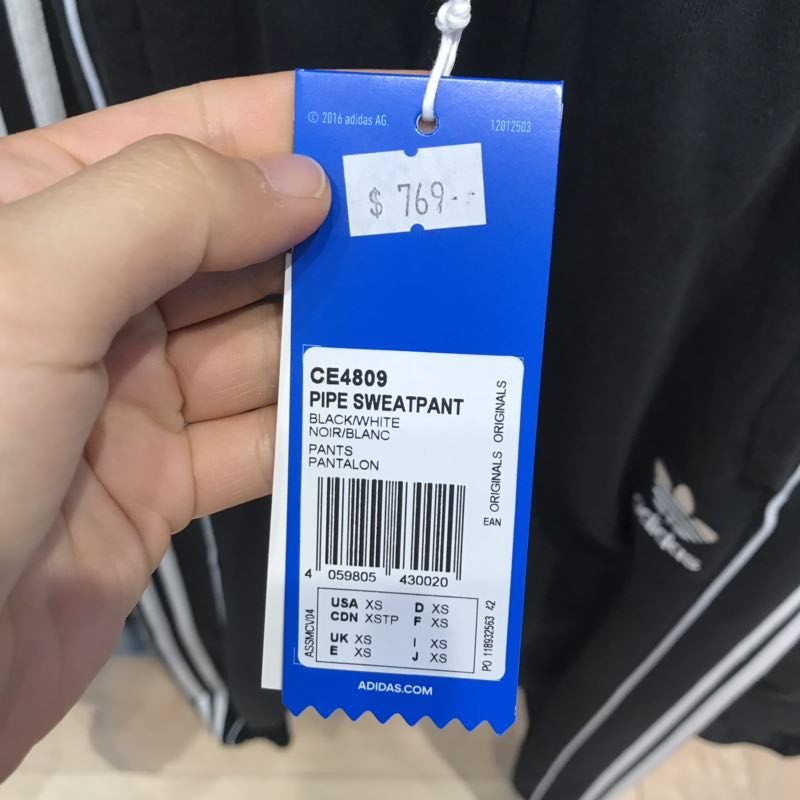 © 2016 adidas AG.
12012503
$ 769--
CE4809
PIPE SWEATPANT
BLACK/WHITE
NOIR/BLANC
PANTS
PANTALON
ORIGINALS ORIGINALS
EAN
4 059805 430020
USA XS D XS
CDN XSTP F XS
UK XS I XS
E XS J XS
ASSMCV04
PO 118932563 42
ADIDAS.COM
adidas